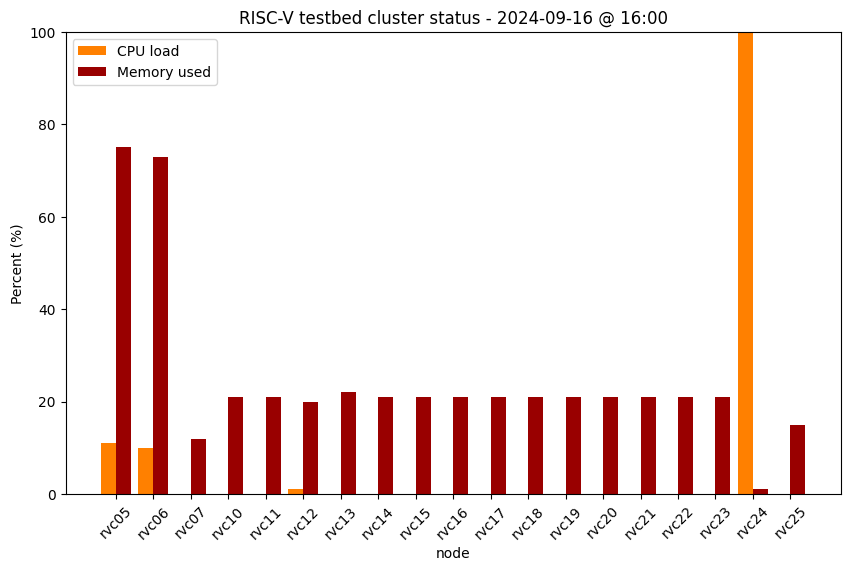 RISC-V testbed cluster status - 2024-09-16 @ 16:00
CPU load
Memory used
Percent (%)
100
80
60
40
20
0
rvc05
rvc06
rvc07
rvc10
rvc11
rvc12
rvc13
rvc14
rvc15
rvc16
rvc17
rvc18
rvc19
rvc20
rvc21
rvc22
rvc23
rvc24
rvc25
node